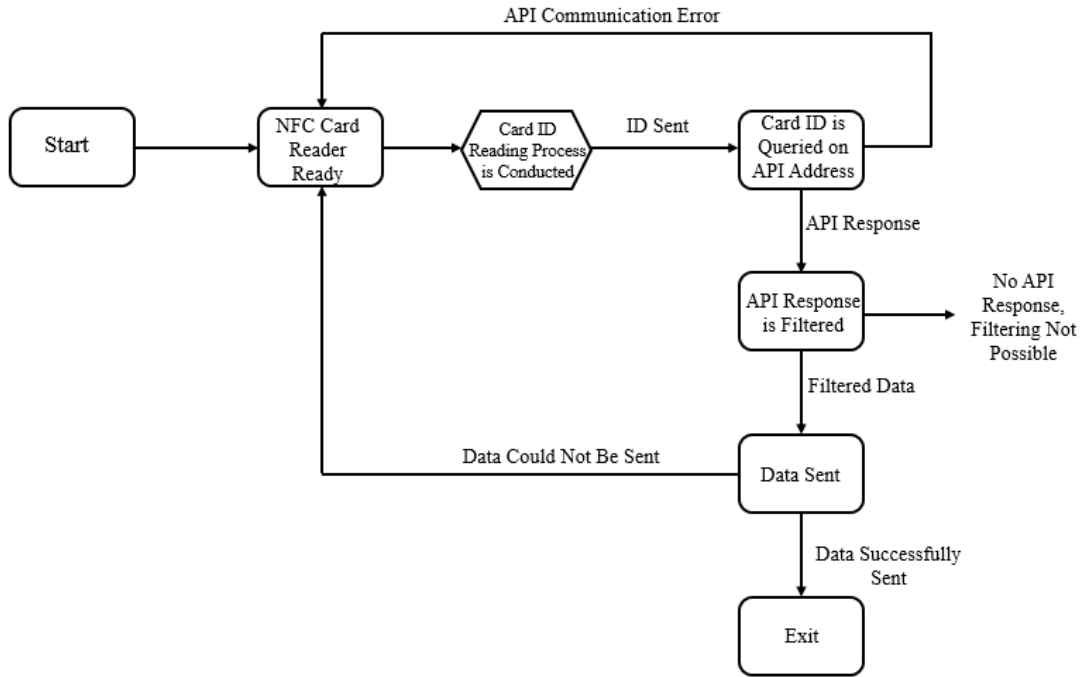 API Communication Error
Start
NFC Card
Reader
Ready
Card ID
Reading Process
is Conducted
ID Sent
Card ID is
Queried on
API Address
API Response
API Response
is Filtered
No API
Response,
Filtering Not
Possible
Filtered Data
Data Could Not Be Sent
Data Sent
Data Successfully
Sent
Exit